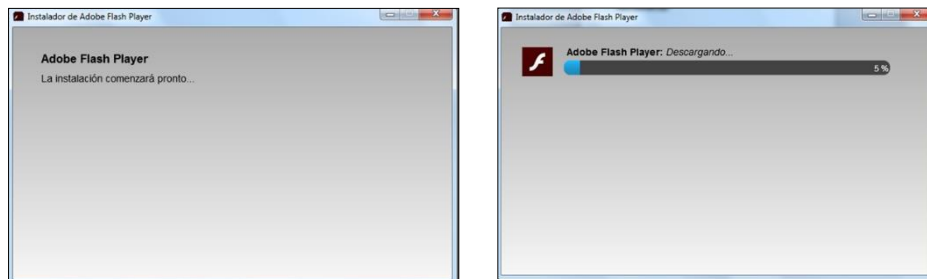 Instalador de Adobe Flash Player
Adobe Flash Player
La instalación comenzará pronto...
Instalador de Adobe Flash Player
Adobe Flash Player: Descargando...
5 %